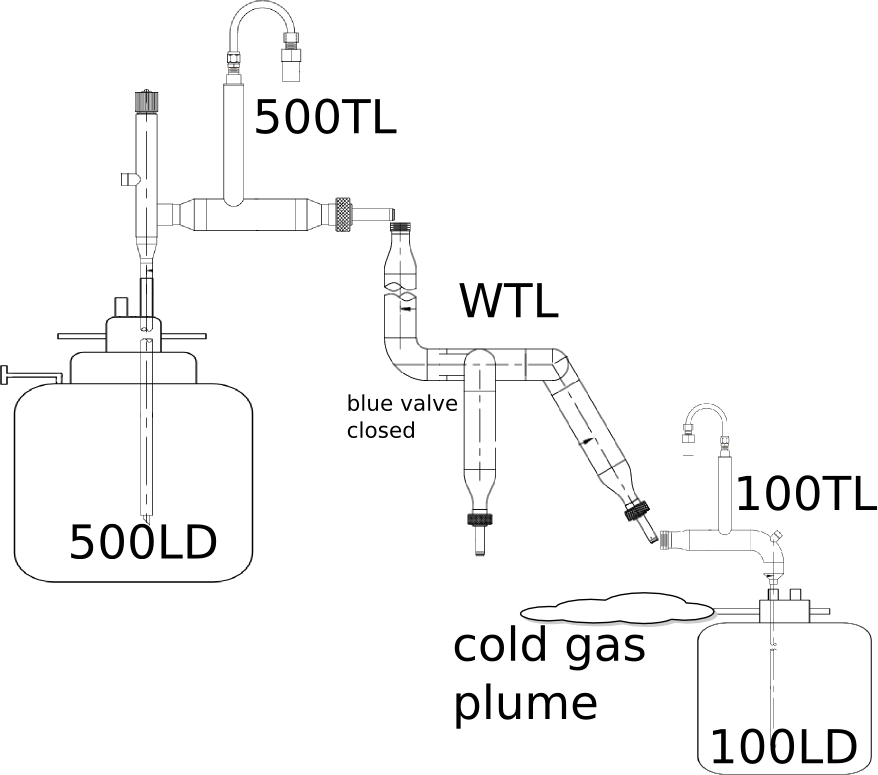 500TL
WTL
blue valve
closed
100TL
500LD
cold gas
plume
100LD